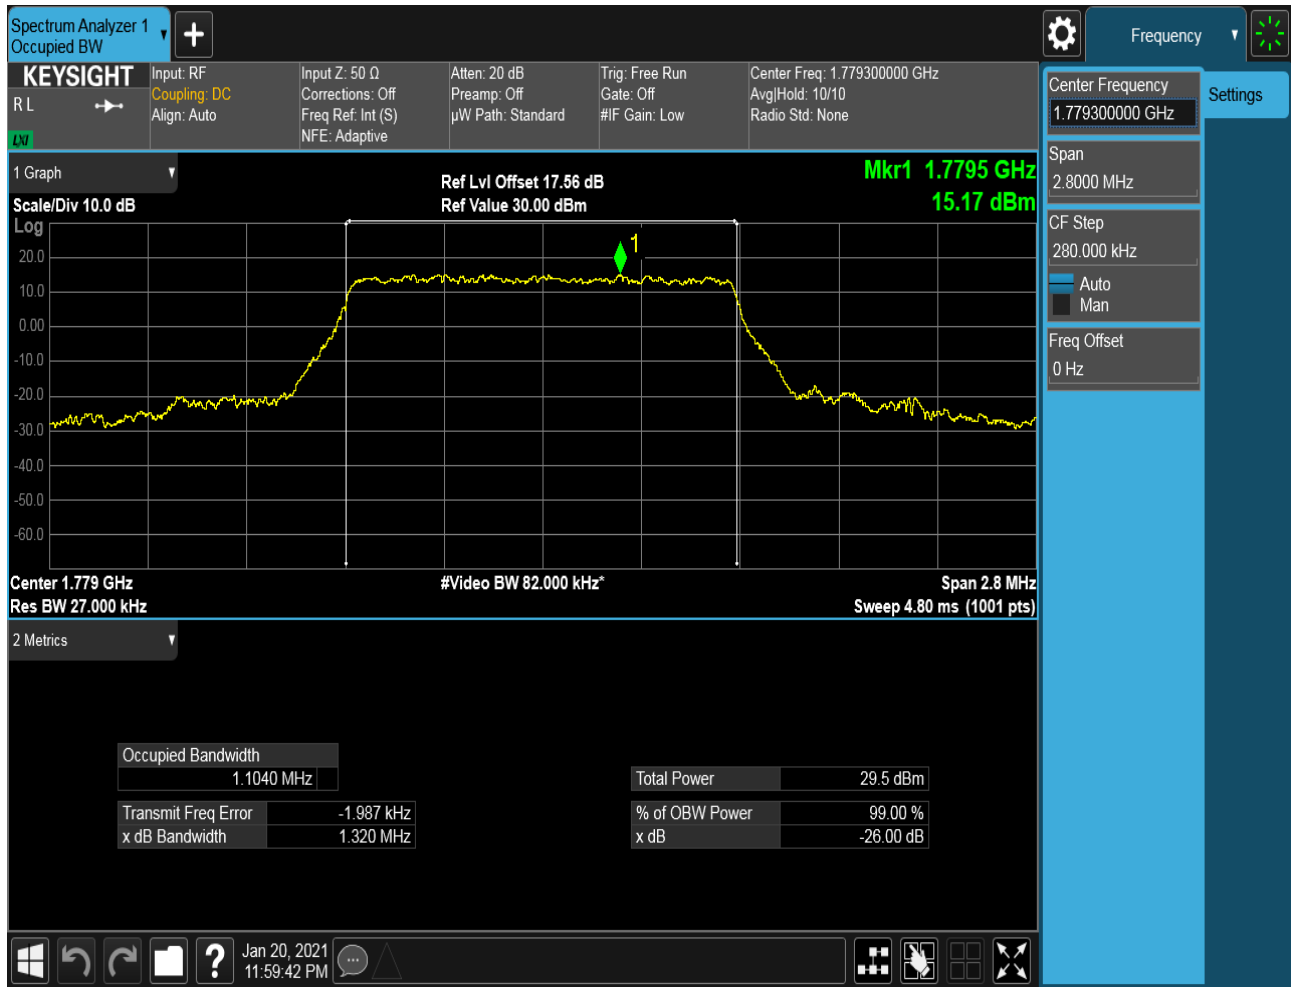 Spectrum Analyzer 1
Occupied BW
Frequency
KEYSIGHT
R L
LXI
Input: RF
Coupling: DC
Align: Auto
Input Z: 50 Ω
Corrections: Off
Freq Ref: Int (S)
NFE: Adaptive
Atten: 20 dB
Preamp: Off
µW Path: Standard
Trig: Free Run
Gate: Off
#IF Gain: Low
Center Freq: 1.779300000 GHz
Avg|Hold: 10/10
Radio Std: None
Center Frequency
1.779300000 GHz
Settings
Span
2.8000 MHz
CF Step
280.000 kHz
Auto
Man
Freq Offset
0 Hz
1 Graph
Scale/Div 10.0 dB
Ref Lvl Offset 17.56 dB
Ref Value 30.00 dBm
Mkr1 1.7795 GHz
15.17 dBm
Log
1
20.0
10.0
0.00
-10.0
-20.0
-30.0
-40.0
-50.0
-60.0
Center 1.779 GHz
#Video BW 82.000 kHz*
Span 2.8 MHz
Res BW 27.000 kHz
Sweep 4.80 ms (1001 pts)
2 Metrics
Occupied Bandwidth
1.1040 MHz
Total Power 29.5 dBm
Transmit Freq Error -1.987 kHz
% of OBW Power 99.00 %
x dB Bandwidth 1.320 MHz
x dB -26.00 dB
?
Jan 20, 2021
11:59:42 PM